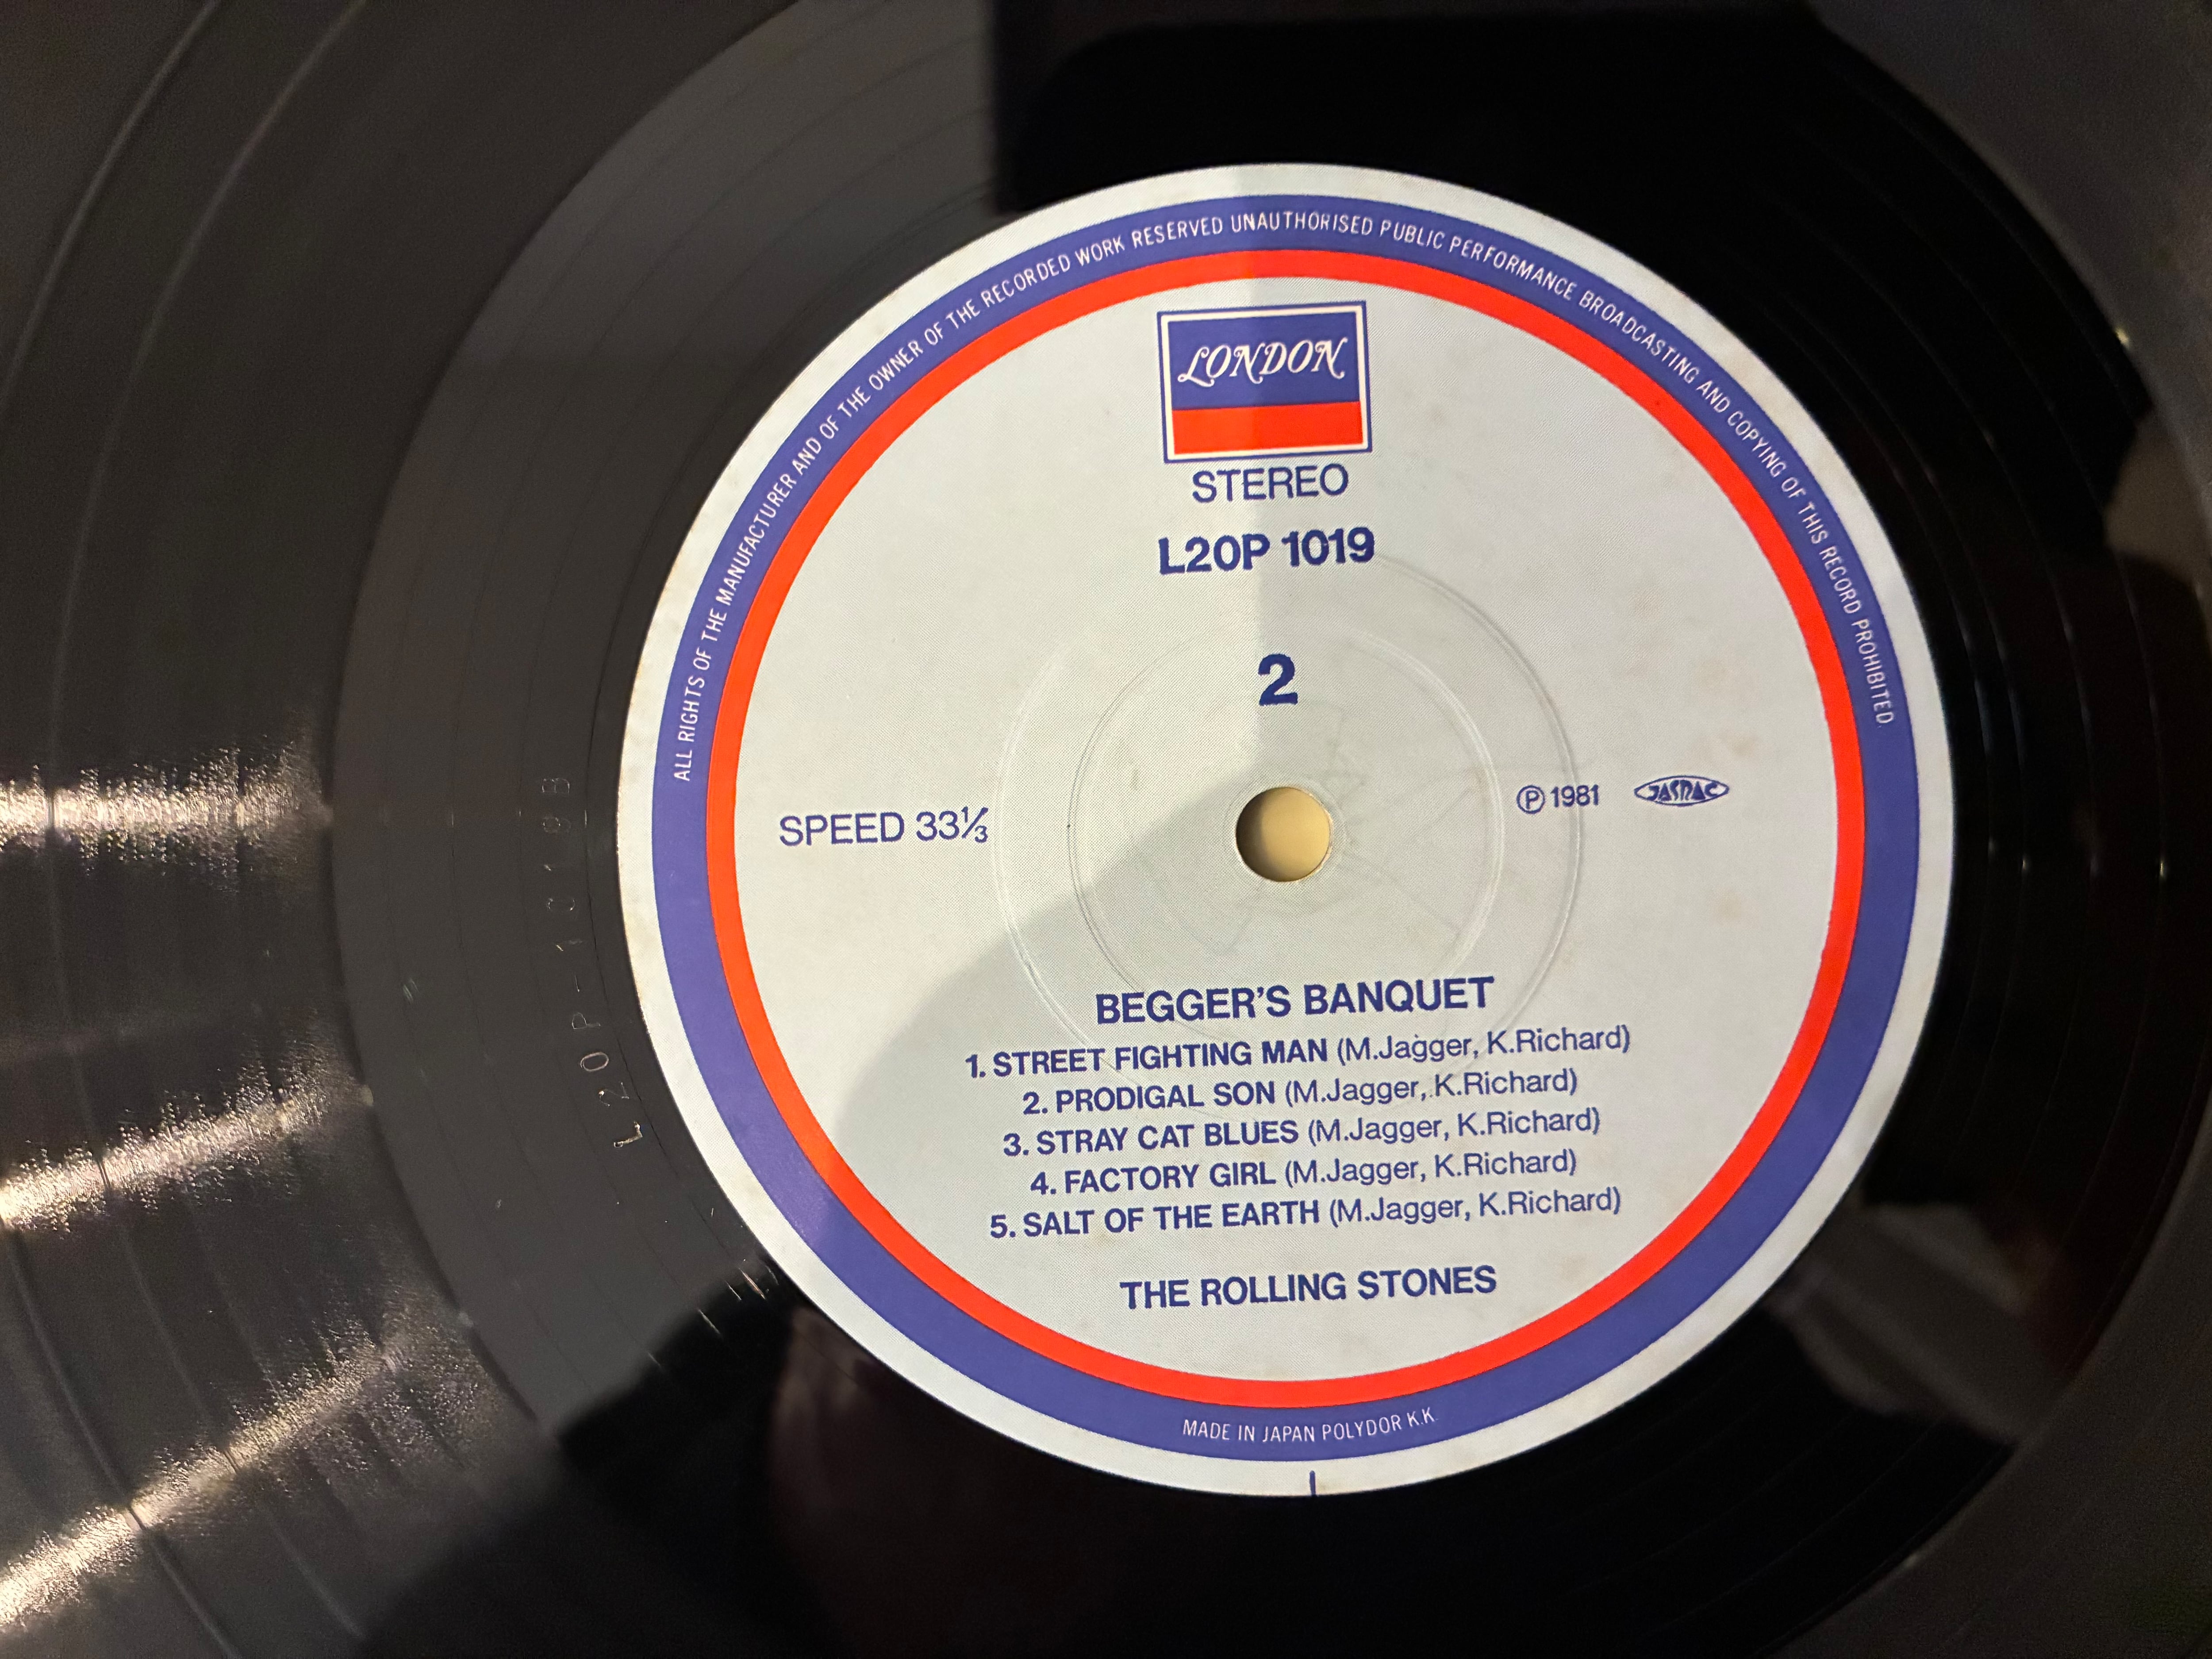 ALL RIGHTS OF THE MANUFACTURER AND OF THE OWNER OF THE RECORDED WORK RESERVED UNAUTHORISED PUBLIC PERFORMANCE BROADCASTING AND COPYING OF THIS RECORD PROHIBITED
LONDON
STEREO
L20P 1019
2
SPEED 33⅓
℗ 1981 JASRAC
BEGGER'S BANQUET
1. STREET FIGHTING MAN (M.Jagger, K.Richard)
2. PRODIGAL SON (M.Jagger, K.Richard)
3. STRAY CAT BLUES (M.Jagger, K.Richard)
4. FACTORY GIRL (M.Jagger, K.Richard)
5. SALT OF THE EARTH (M.Jagger, K.Richard)
THE ROLLING STONES
MADE IN JAPAN POLYDOR K.K.
L20P-1019B